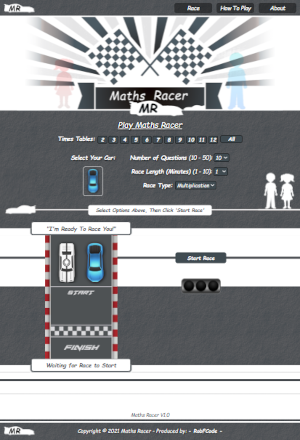 MR
Race
How To Play
About
Maths Racer
MR
Play Maths Racer
Times Tables: 2 3 4 5 6 7 8 9 10 11 12 All
Select Your Car:
Number of Questions (10 - 50): 10
Race Length (Minutes) (1 - 10): 1
Race Type: Multiplication
Select Options Above, Then Click 'Start Race'
"I'm Ready To Race You!"
Start Race
START
FINISH
Waiting for Race to Start
Maths Racer V1.0
MR
Copyright © 2021 Maths Racer - Produced by: - RobFCode -